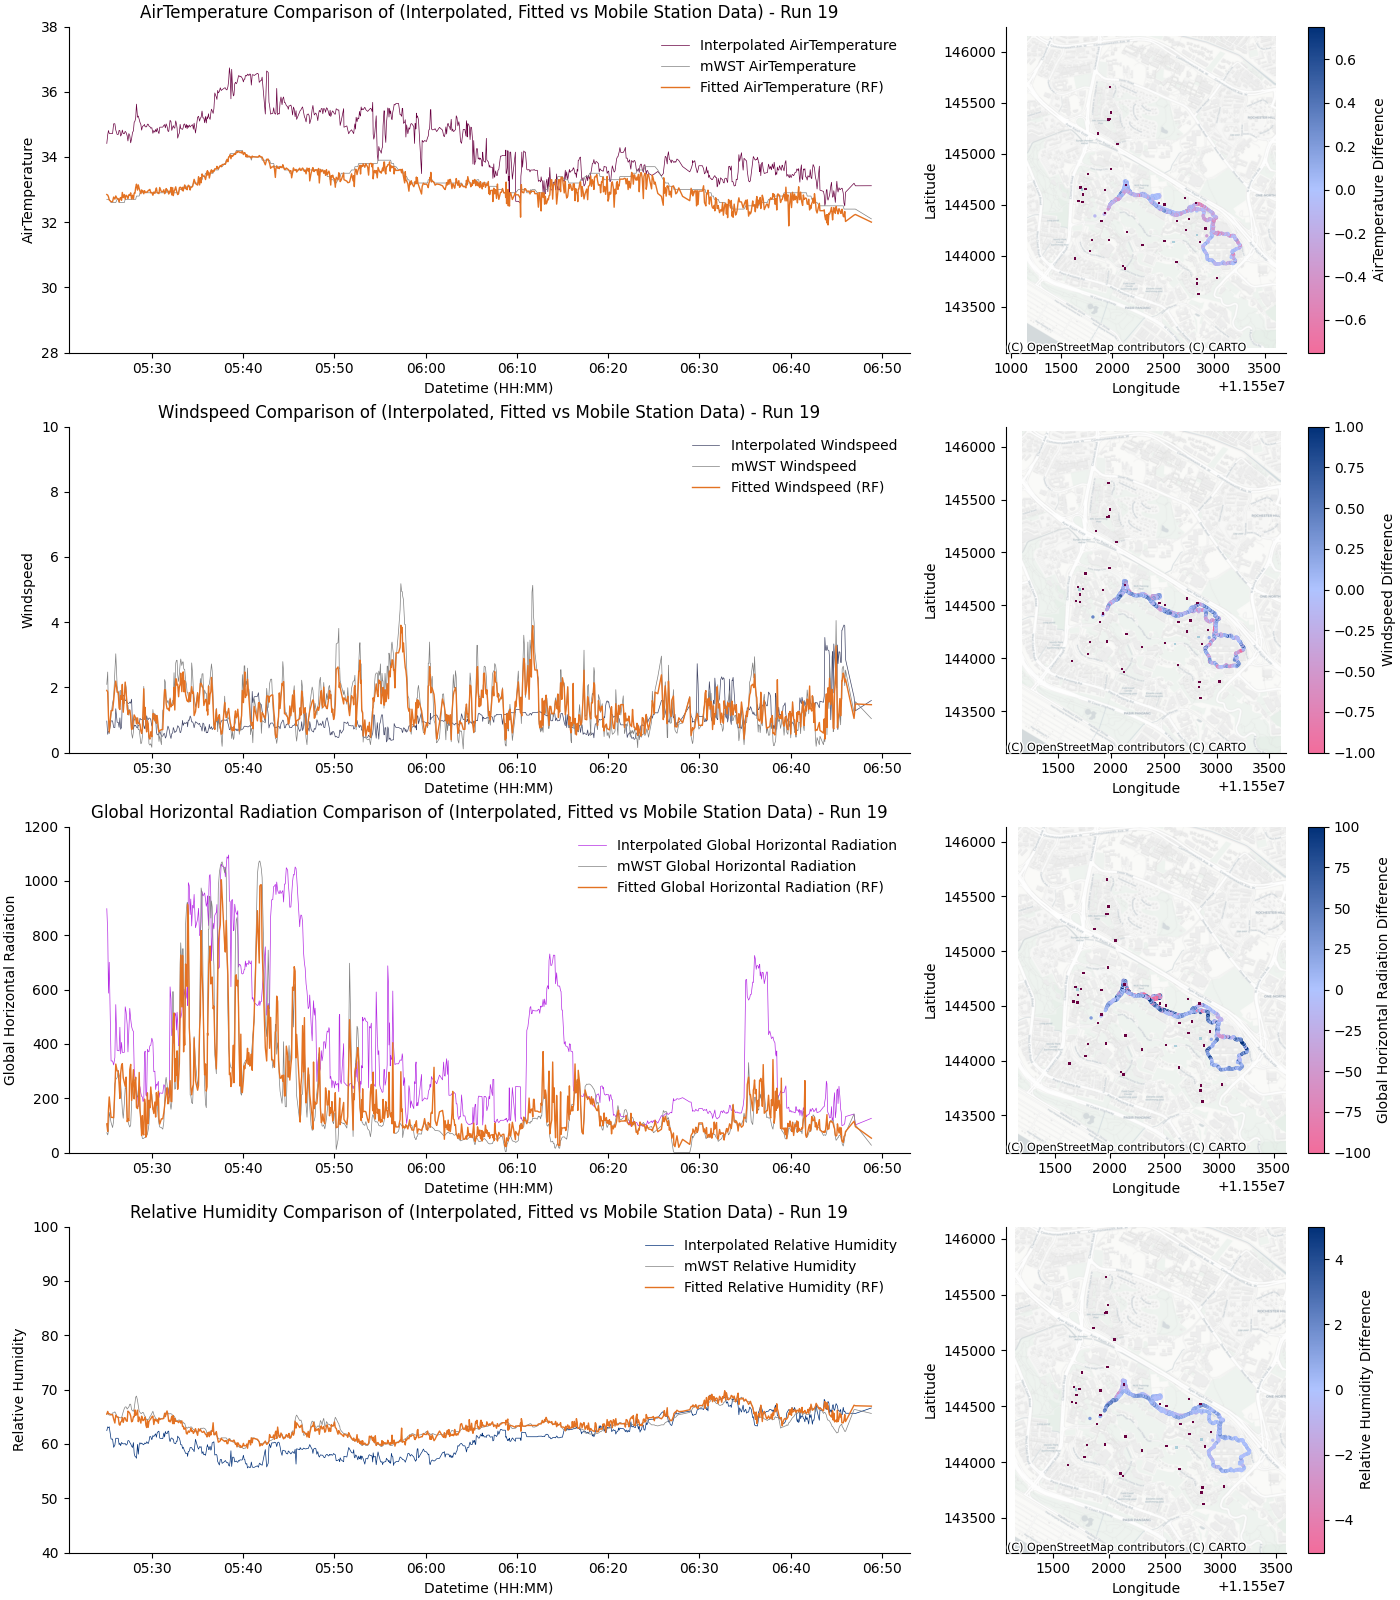 AirTemperature Comparison of (Interpolated, Fitted vs Mobile Station Data) - Run 19
38
36
34
32
30
28
AirTemperature
Interpolated AirTemperature
mWST AirTemperature
Fitted AirTemperature (RF)
05:30 05:40 05:50 06:00 06:10 06:20 06:30 06:40 06:50
Datetime (HH:MM)
146000
145500
145000
144500
144000
143500
Latitude
(C) OpenStreetMap contributors (C) CARTO
1000 1500 2000 2500 3000 3500
Longitude
+1.155e7
0.6
0.4
0.2
0.0
−0.2
−0.4
−0.6
AirTemperature Difference
Windspeed Comparison of (Interpolated, Fitted vs Mobile Station Data) - Run 19
10
8
6
4
2
0
Windspeed
Interpolated Windspeed
mWST Windspeed
Fitted Windspeed (RF)
05:30 05:40 05:50 06:00 06:10 06:20 06:30 06:40 06:50
Datetime (HH:MM)
146000
145500
145000
144500
144000
143500
Latitude
(C) OpenStreetMap contributors (C) CARTO
1500 2000 2500 3000 3500
Longitude
+1.155e7
1.00
0.75
0.50
0.25
0.00
−0.25
−0.50
−0.75
−1.00
Windspeed Difference
Global Horizontal Radiation Comparison of (Interpolated, Fitted vs Mobile Station Data) - Run 19
1200
1000
800
600
400
200
0
Global Horizontal Radiation
Interpolated Global Horizontal Radiation
mWST Global Horizontal Radiation
Fitted Global Horizontal Radiation (RF)
05:30 05:40 05:50 06:00 06:10 06:20 06:30 06:40 06:50
Datetime (HH:MM)
146000
145500
145000
144500
144000
143500
Latitude
(C) OpenStreetMap contributors (C) CARTO
1500 2000 2500 3000 3500
Longitude
+1.155e7
100
75
50
25
0
−25
−50
−75
−100
Global Horizontal Radiation Difference
Relative Humidity Comparison of (Interpolated, Fitted vs Mobile Station Data) - Run 19
100
90
80
70
60
50
40
Relative Humidity
Interpolated Relative Humidity
mWST Relative Humidity
Fitted Relative Humidity (RF)
05:30 05:40 05:50 06:00 06:10 06:20 06:30 06:40 06:50
Datetime (HH:MM)
146000
145500
145000
144500
144000
143500
Latitude
(C) OpenStreetMap contributors (C) CARTO
1500 2000 2500 3000 3500
Longitude
+1.155e7
4
2
0
−2
−4
Relative Humidity Difference